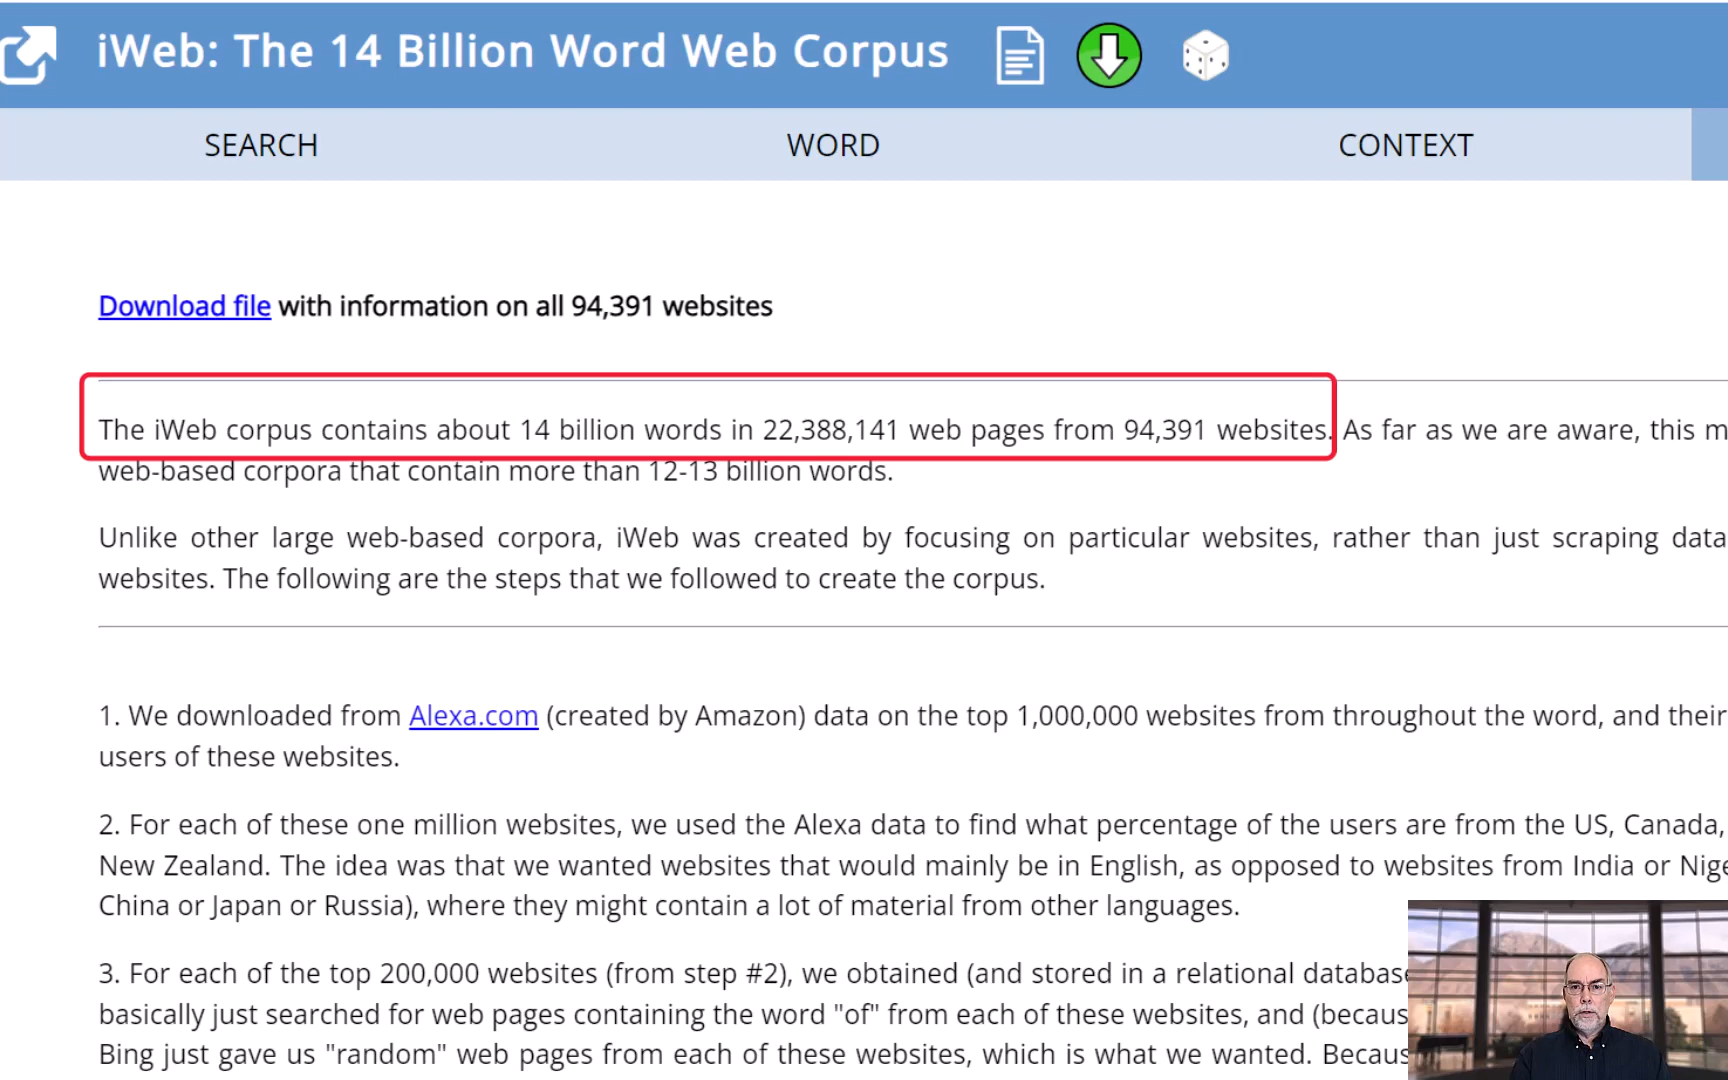 iWeb: The 14 Billion Word Web Corpus
SEARCH WORD CONTEXT
Download file with information on all 94,391 websites
The iWeb corpus contains about 14 billion words in 22,388,141 web pages from 94,391 websites. As far as we are aware, this
web-based corpora that contain more than 12-13 billion words.
Unlike other large web-based corpora, iWeb was created by focusing on particular websites, rather than just scraping data
websites. The following are the steps that we followed to create the corpus.
1. We downloaded from Alexa.com (created by Amazon) data on the top 1,000,000 websites from throughout the word, and their
users of these websites.
2. For each of these one million websites, we used the Alexa data to find what percentage of the users are from the US, Canada,
New Zealand. The idea was that we wanted websites that would mainly be in English, as opposed to websites from India or
China or Japan or Russia), where they might contain a lot of material from other languages.
3. For each of the top 200,000 websites (from step #2), we obtained (and stored in a relational
basically just searched for web pages containing the word "of" from each of these websites, and
Bing just gave us "random" web pages from each of these websites, which is what we wanted.